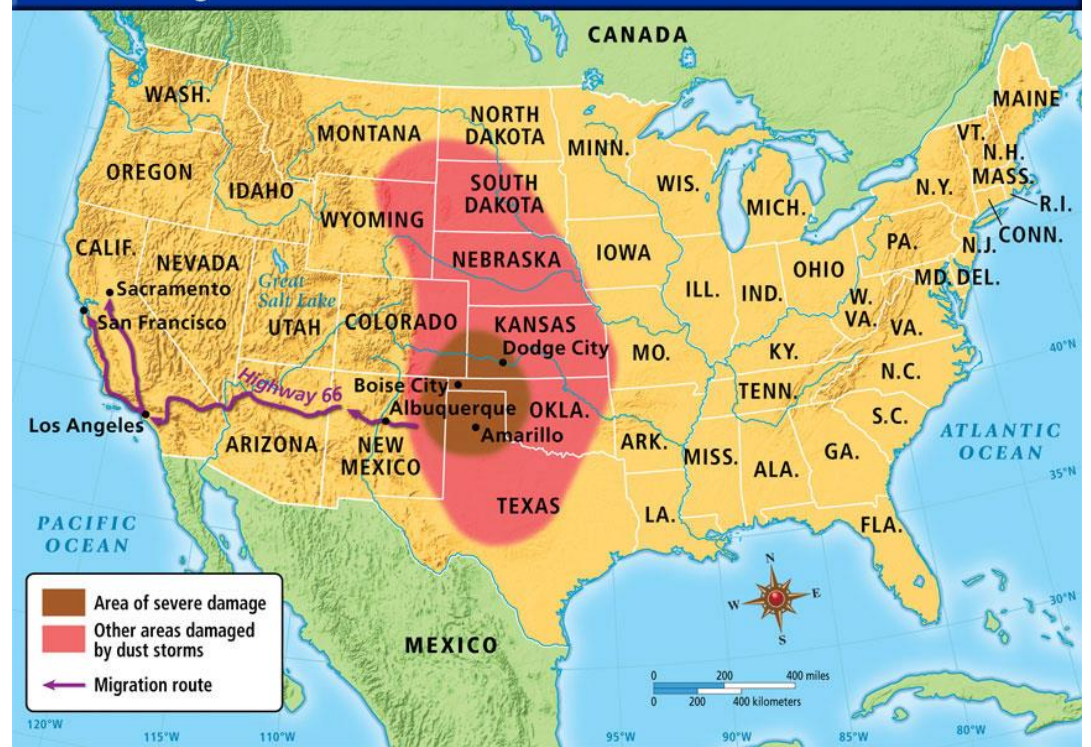 CANADA
WASH.
MONTANA
NORTH
DAKOTA
MINN.
MAINE
VT.
N.H.
MASS.
OREGON
IDAHO
SOUTH
DAKOTA
WIS.
MICH.
N.Y.
R.I.
CONN.
WYOMING
CALIF.
NEVADA
NEBRASKA
IOWA
PA.
N.J.
OHIO
MD.
DEL.
Sacramento
Great
Salt Lake
UTAH
COLORADO
ILL.
IND.
W.
VA.
VA.
San Francisco
KANSAS
Dodge City
MO.
KY.
40°N
Highway 66
Boise City
Albuquerque
OKLA.
TENN.
N.C.
Los Angeles
ARIZONA
NEW
MEXICO
Amarillo
ARK.
S.C.
MISS.
ALA.
GA.
ATLANTIC
OCEAN
35°N
TEXAS
LA.
FLA.
PACIFIC
OCEAN
N
W
E
S
30°N
Area of severe damage
Other areas damaged
by dust storms
Migration route
MEXICO
0 200 400 miles
0 200 400 kilometers
120°W
115°W
110°W
95°W
90°W
85°W
80°W